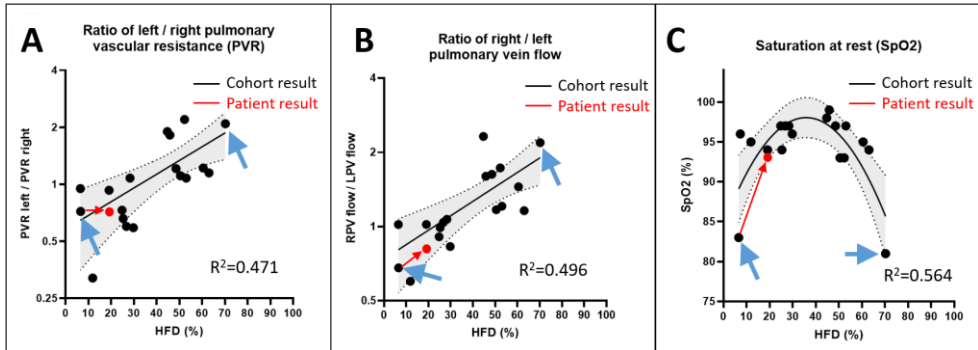 A
Ratio of left / right pulmonary
vascular resistance (PVR)
Cohort result
Patient result
PVR left / PVR right
4
2
1
0.5
0.25
R²=0.471
0 10 20 30 40 50 60 70 80 90 100
HFD (%)
B
Ratio of right / left
pulmonary vein flow
Cohort result
Patient result
RPV flow / LPV flow
4
2
1
0.5
R²=0.496
0 10 20 30 40 50 60 70 80 90 100
HFD (%)
C
Saturation at rest (SpO2)
Cohort result
Patient result
SpO2 (%)
100
95
90
85
80
75
R²=0.564
0 10 20 30 40 50 60 70 80 90 100
HFD (%)